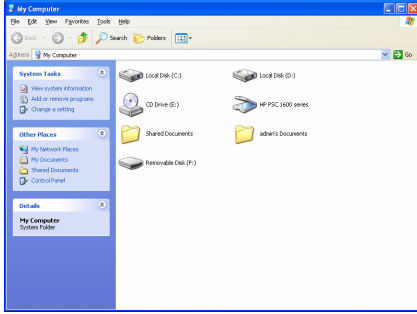 My Computer
File Edit View Favorites Tools Help
Back Search Folders
Address My Computer Go
System Tasks
View system information
Add or remove programs
Change a setting
Other Places
My Network Places
My Documents
Shared Documents
Control Panel
Details
My Computer
System Folder
Local Disk (C:) Local Disk (D:)
CD Drive (E:) HP PSC 1600 series
Shared Documents admin's Documents
Removable Disk (F:)